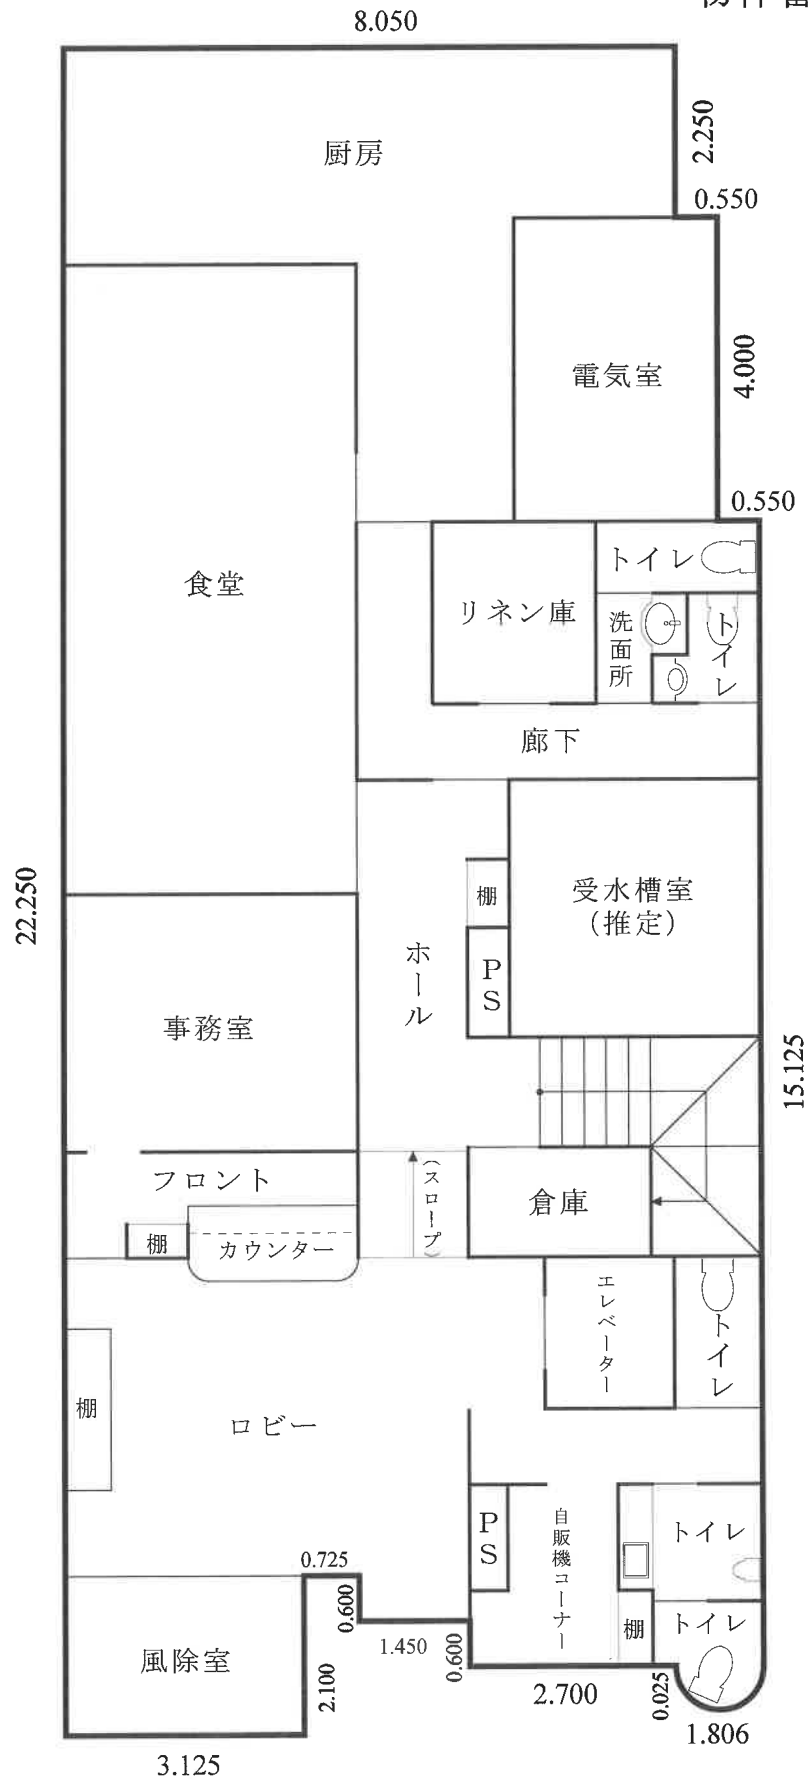 8.050
2.250
厨房
0.550
電気室
4.000
0.550
トイレ
食堂
リネン庫
洗面所
トイレ
廊下
22.250
棚
受水槽室
(推定)
ホール
PS
事務室
15.125
フロント
(スロープ)
倉庫
棚
カウンター
エレベーター
トイレ
棚
ロビー
PS
自販機コーナー
トイレ
0.725
0.600
1.450
0.600
棚
トイレ
風除室
2.100
2.700
0.025
1.806
3.125